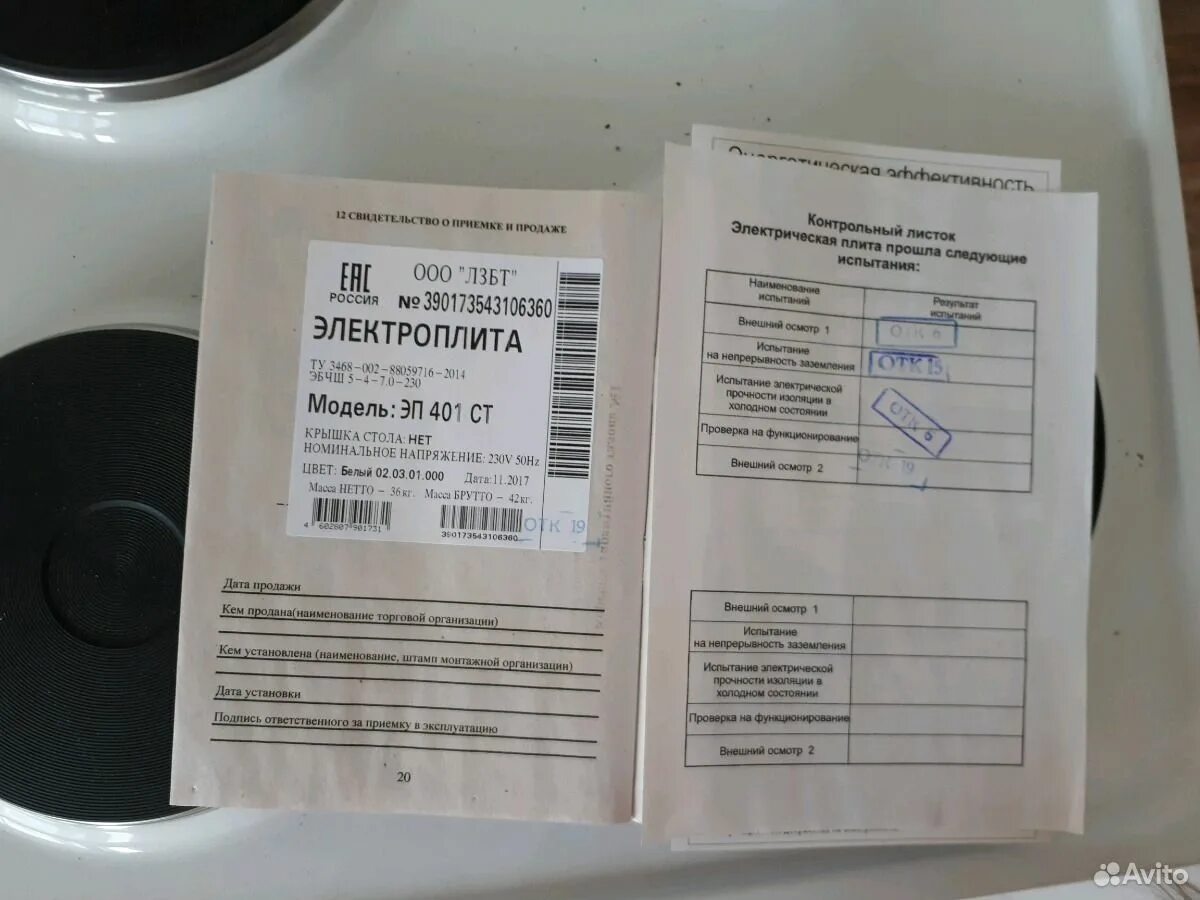 12 СВИДЕТЕЛЬСТВО О ПРИЕМКЕ И ПРОДАЖЕ
ЕАС
РОССИЯ
ООО "ЛЗБТ"
№ 390173543106360
ЭЛЕКТРОПЛИТА
ТУ 3468-002-88059716-2014
ЭБЧШ 5-4-7.0-230
Модель: ЭП 401 СТ
КРЫШКА СТОЛА: НЕТ
НОМИНАЛЬНОЕ НАПРЯЖЕНИЕ: 230V 50Hz
ЦВЕТ: Белый 02.03.01.000 Дата:11.2017
Масса НЕТТО - 36кг. Масса БРУТТО - 42кг.
4 602807 901731
390173543106360
ОТК 19
Дата продажи
Кем продана(наименование торговой организации)
Кем установлена (наименование, штамп монтажной организации)
Дата установки
Подпись ответственного за приемку в эксплуатацию
20
Энергетическая эффективность
Контрольный листок
Электрическая плита прошла следующие
испытания:
Наименование
испытаний
Результат
испытаний
Внешний осмотр 1
ОТК 6
Испытание
на непрерывность заземления
ОТК 15
Испытание электрической
прочности изоляции в
холодном состоянии
ОТК 6
Проверка на функционирование
Внешний осмотр 2
ОТК 19
Внешний осмотр 1
Испытание
на непрерывность заземления
Испытание электрической
прочности изоляции в
холодном состоянии
Проверка на функционирование
Внешний осмотр 2
Avito